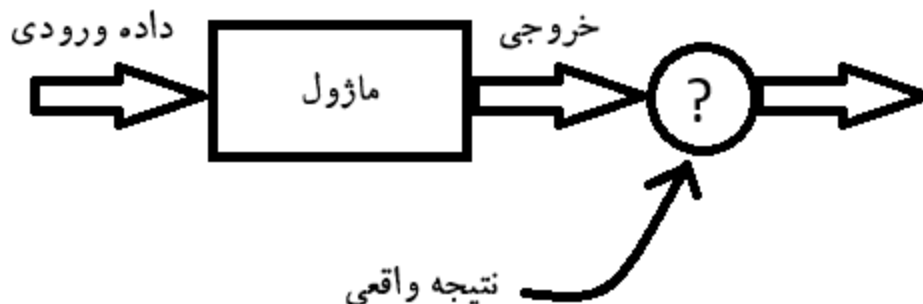 داده ورودی
ماژول
خروجی
?
نتیجه واقعی